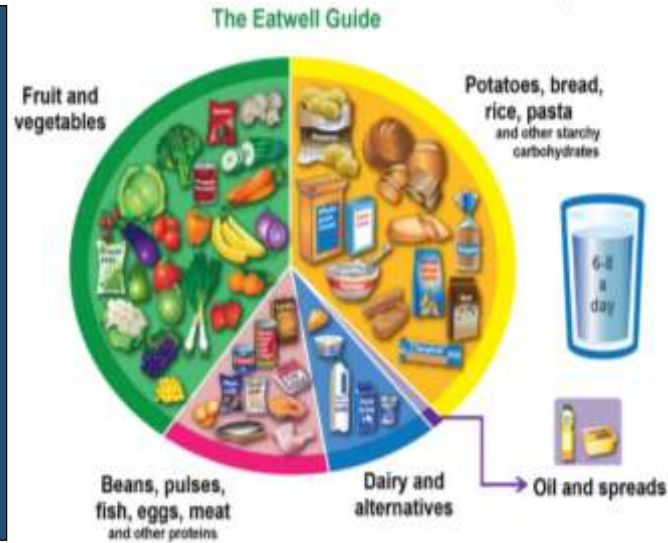 The Eatwell Guide
Fruit and
vegetables
Potatoes, bread,
rice, pasta
and other starchy
carbohydrates
6-8
a
day
Beans, pulses,
fish, eggs, meat
and other proteins
Dairy and
alternatives
Oil and spreads